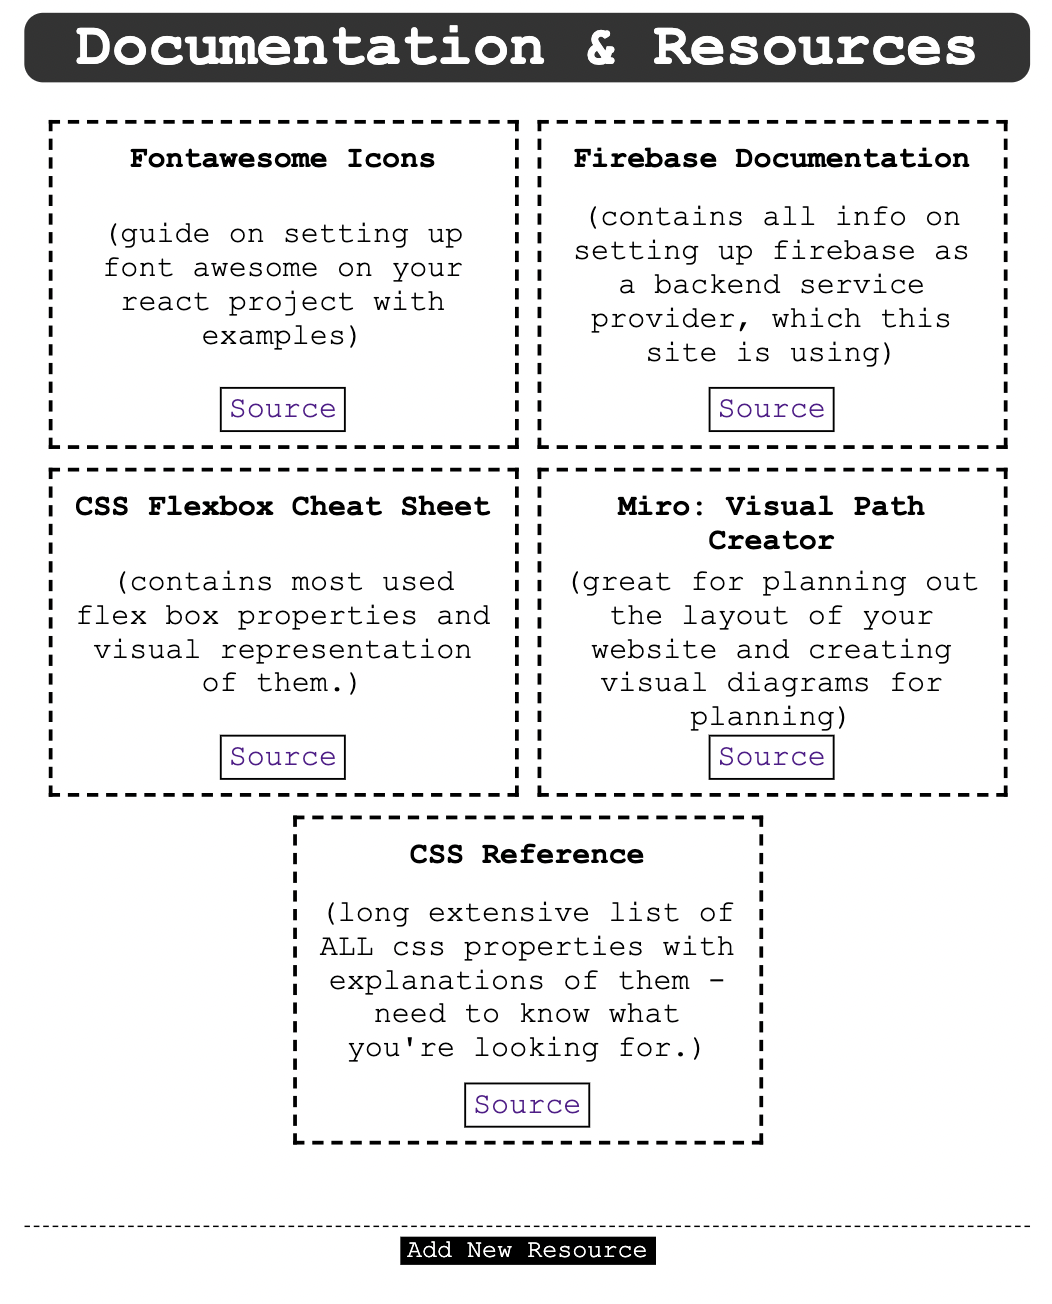 Documentation & Resources
Fontawesome Icons
(guide on setting up
font awesome on your
react project with
examples)
Source
Firebase Documentation
(contains all info on
setting up firebase as
a backend service
provider, which this
site is using)
Source
CSS Flexbox Cheat Sheet
(contains most used
flex box properties and
visual representation
of them.)
Source
Miro: Visual Path
Creator
(great for planning out
the layout of your
website and creating
visual diagrams for
planning)
Source
CSS Reference
(long extensive list of
ALL css properties with
explanations of them -
need to know what
you're looking for.)
Source
Add New Resource